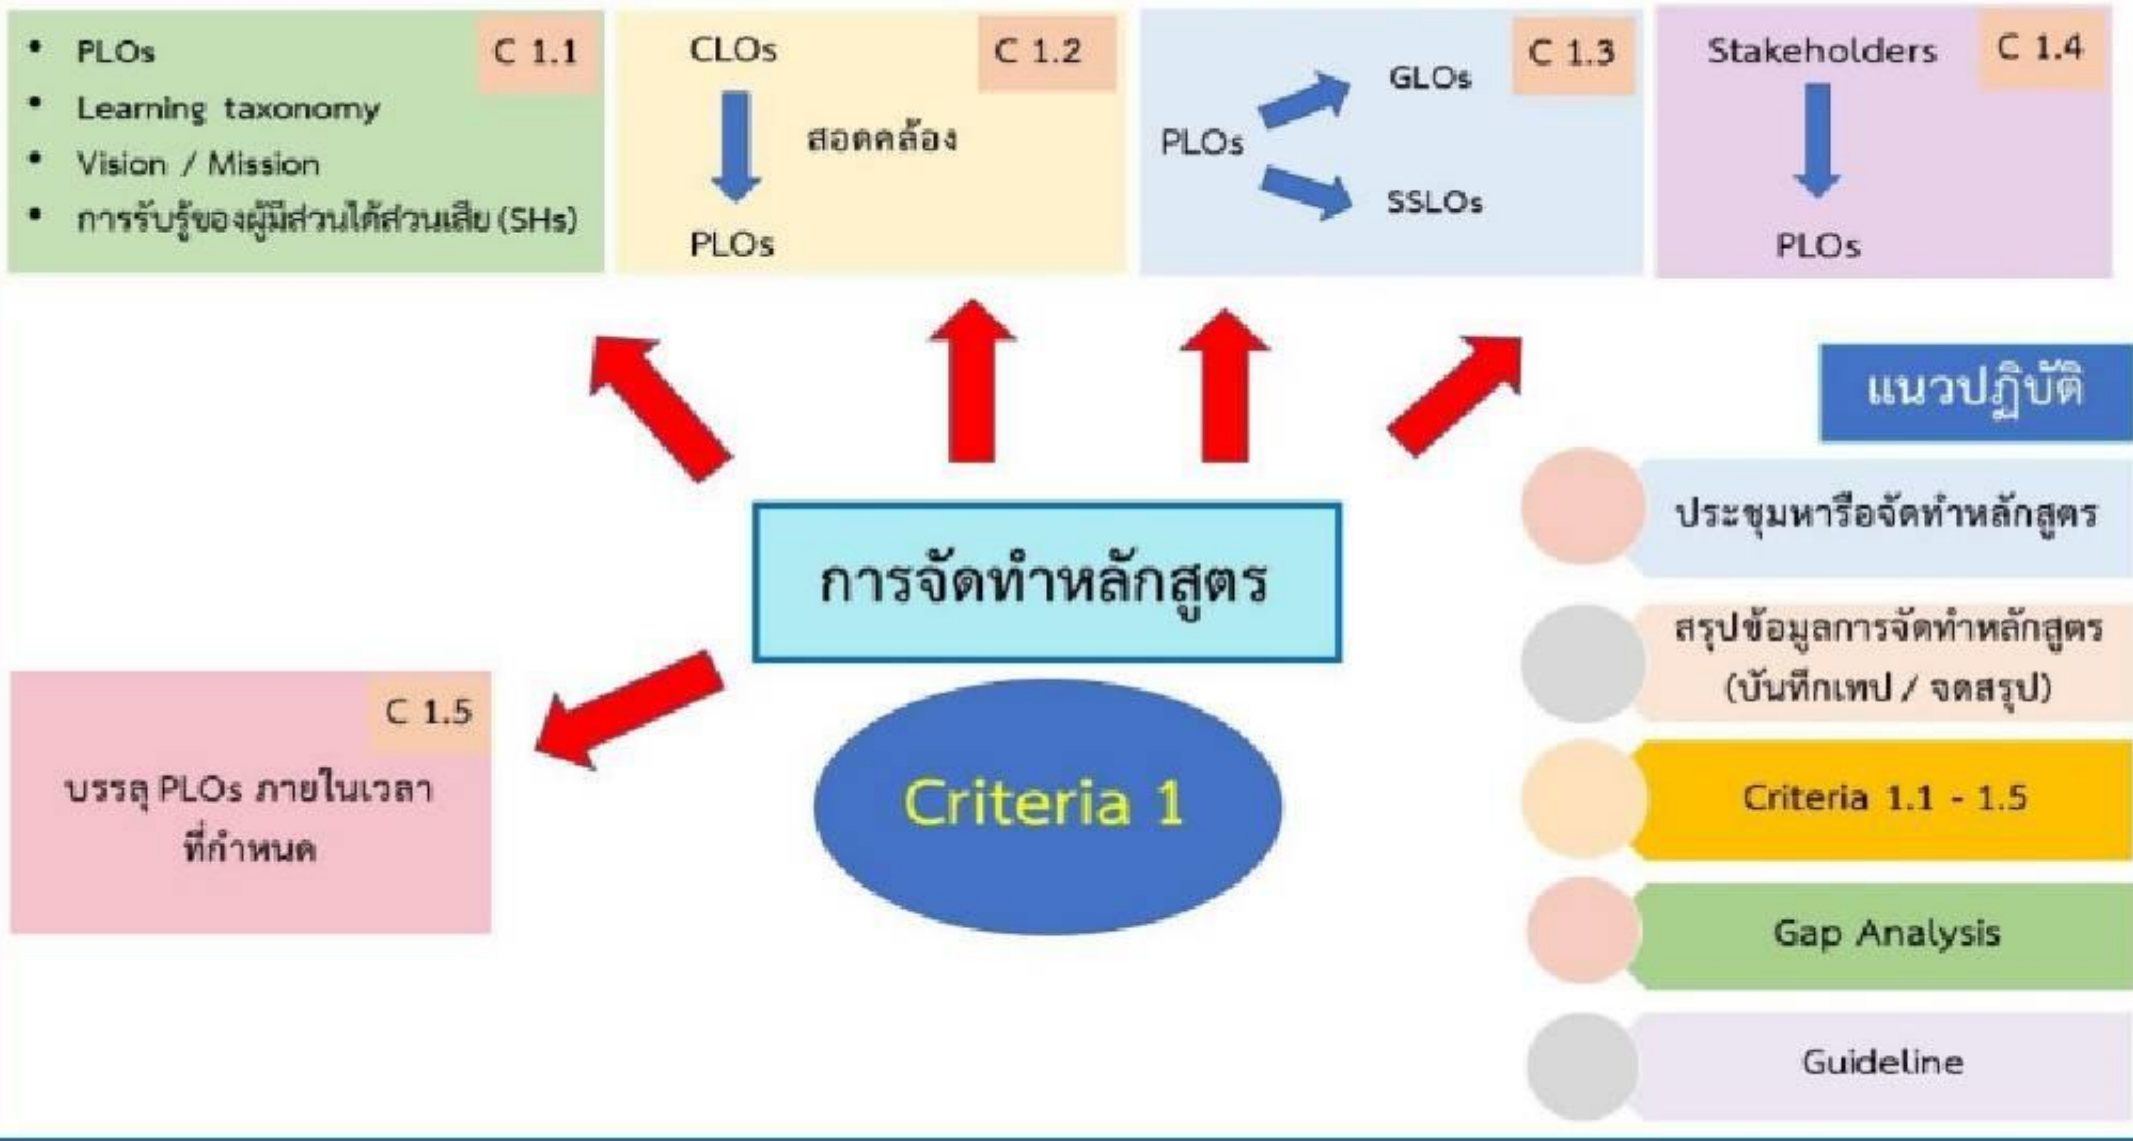 • PLOs
• Learning taxonomy
• Vision / Mission
• การรับรู้ของผู้มีส่วนได้ส่วนเสีย (SHs)
C 1.1
CLOs
สอดคล้อง
PLOs
C 1.2
PLOs
GLOs
SSLOs
C 1.3
Stakeholders
PLOs
C 1.4
แนวปฏิบัติ
ประชุมหารือจัดทำหลักสูตร
สรุปข้อมูลการจัดทำหลักสูตร
(บันทึกเทป / จดสรุป)
Criteria 1.1 - 1.5
Gap Analysis
Guideline
การจัดทำหลักสูตร
Criteria 1
C 1.5
บรรลุ PLOs ภายในเวลา
ที่กำหนด